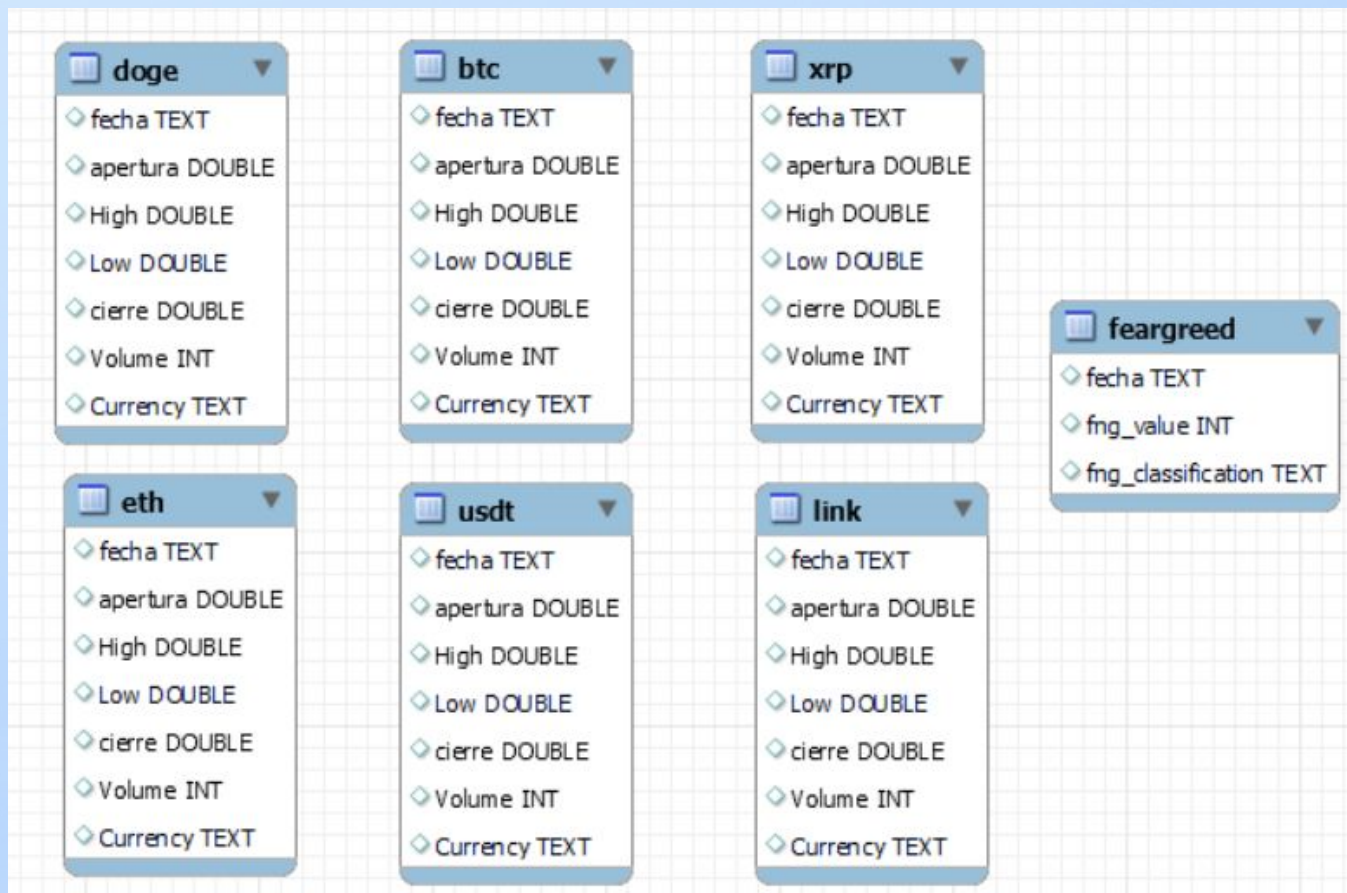 doge
fecha TEXT
apertura DOUBLE
High DOUBLE
Low DOUBLE
cierre DOUBLE
Volume INT
Currency TEXT
btc
fecha TEXT
apertura DOUBLE
High DOUBLE
Low DOUBLE
cierre DOUBLE
Volume INT
Currency TEXT
xrp
fecha TEXT
apertura DOUBLE
High DOUBLE
Low DOUBLE
cierre DOUBLE
Volume INT
Currency TEXT
feargreed
fecha TEXT
fng_value INT
fng_classification TEXT
eth
fecha TEXT
apertura DOUBLE
High DOUBLE
Low DOUBLE
cierre DOUBLE
Volume INT
Currency TEXT
usdt
fecha TEXT
apertura DOUBLE
High DOUBLE
Low DOUBLE
cierre DOUBLE
Volume INT
Currency TEXT
link
fecha TEXT
apertura DOUBLE
High DOUBLE
Low DOUBLE
cierre DOUBLE
Volume INT
Currency TEXT